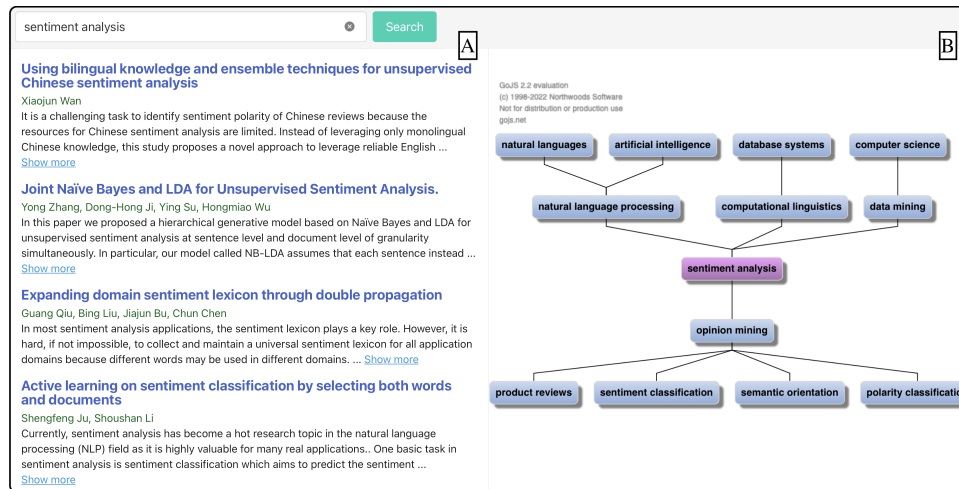 sentiment analysis
Search
A
B
Using bilingual knowledge and ensemble techniques for unsupervised
Chinese sentiment analysis
Xiaojun Wan
It is a challenging task to identify sentiment polarity of Chinese reviews because the
resources for Chinese sentiment analysis are limited. Instead of leveraging only monolingual
Chinese knowledge, this study proposes a novel approach to leverage reliable English ...
Show more
Joint Naïve Bayes and LDA for Unsupervised Sentiment Analysis.
Yong Zhang, Dong-Hong Ji, Ying Su, Hongmiao Wu
In this paper we proposed a hierarchical generative model based on Naïve Bayes and LDA for
unsupervised sentiment analysis at sentence level and document level of granularity
simultaneously. In particular, our model called NB-LDA assumes that each sentence instead ...
Show more
Expanding domain sentiment lexicon through double propagation
Guang Qiu, Bing Liu, Jiajun Bu, Chun Chen
In most sentiment analysis applications, the sentiment lexicon plays a key role. However, it is
hard, if not impossible, to collect and maintain a universal sentiment lexicon for all application
domains because different words may be used in different domains. ... Show more
Active learning on sentiment classification by selecting both words
and documents
Shengfeng Ju, Shoushan Li
Currently, sentiment analysis has become a hot research topic in the natural language
processing (NLP) field as it is highly valuable for many real applications.. One basic task in
sentiment analysis is sentiment classification which aims to predict the sentiment ...
Show more
GoJS 2.2 evaluation
(c) 1998-2022 Northwoods Software
Not for distribution or production use
gojs.net
natural languages
artificial intelligence
database systems
computer science
natural language processing
computational linguistics
data mining
sentiment analysis
opinion mining
product reviews
sentiment classification
semantic orientation
polarity classificatio